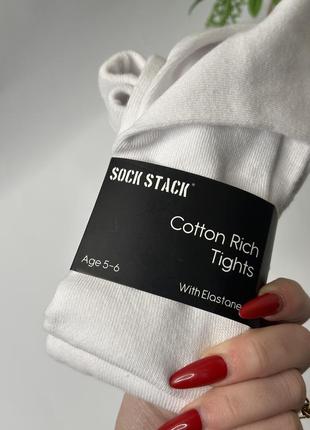 SOCK STACK®
Cotton Rich
Tights
Age 5-6
With Elastane